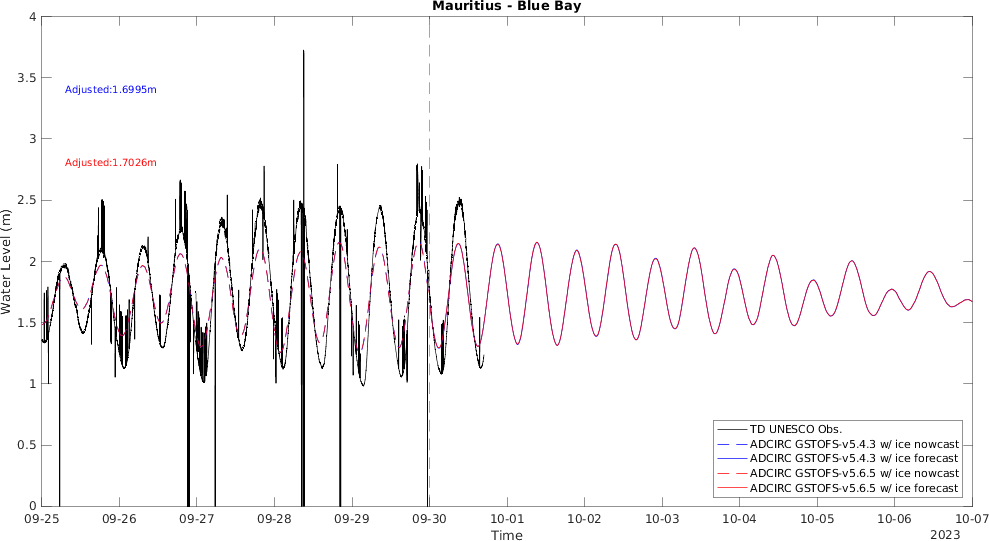 Mauritius - Blue Bay
4
3.5
3
2.5
2
1.5
1
0.5
0
Water Level (m)
Adjusted:1.6995m
Adjusted:1.7026m
TD UNESCO Obs.
ADCIRC GSTOFS-v5.4.3 w/ ice nowcast
ADCIRC GSTOFS-v5.4.3 w/ ice forecast
ADCIRC GSTOFS-v5.6.5 w/ ice nowcast
ADCIRC GSTOFS-v5.6.5 w/ ice forecast
09-25 09-26 09-27 09-28 09-29 09-30 10-01 10-02 10-03 10-04 10-05 10-06 10-07
Time
2023